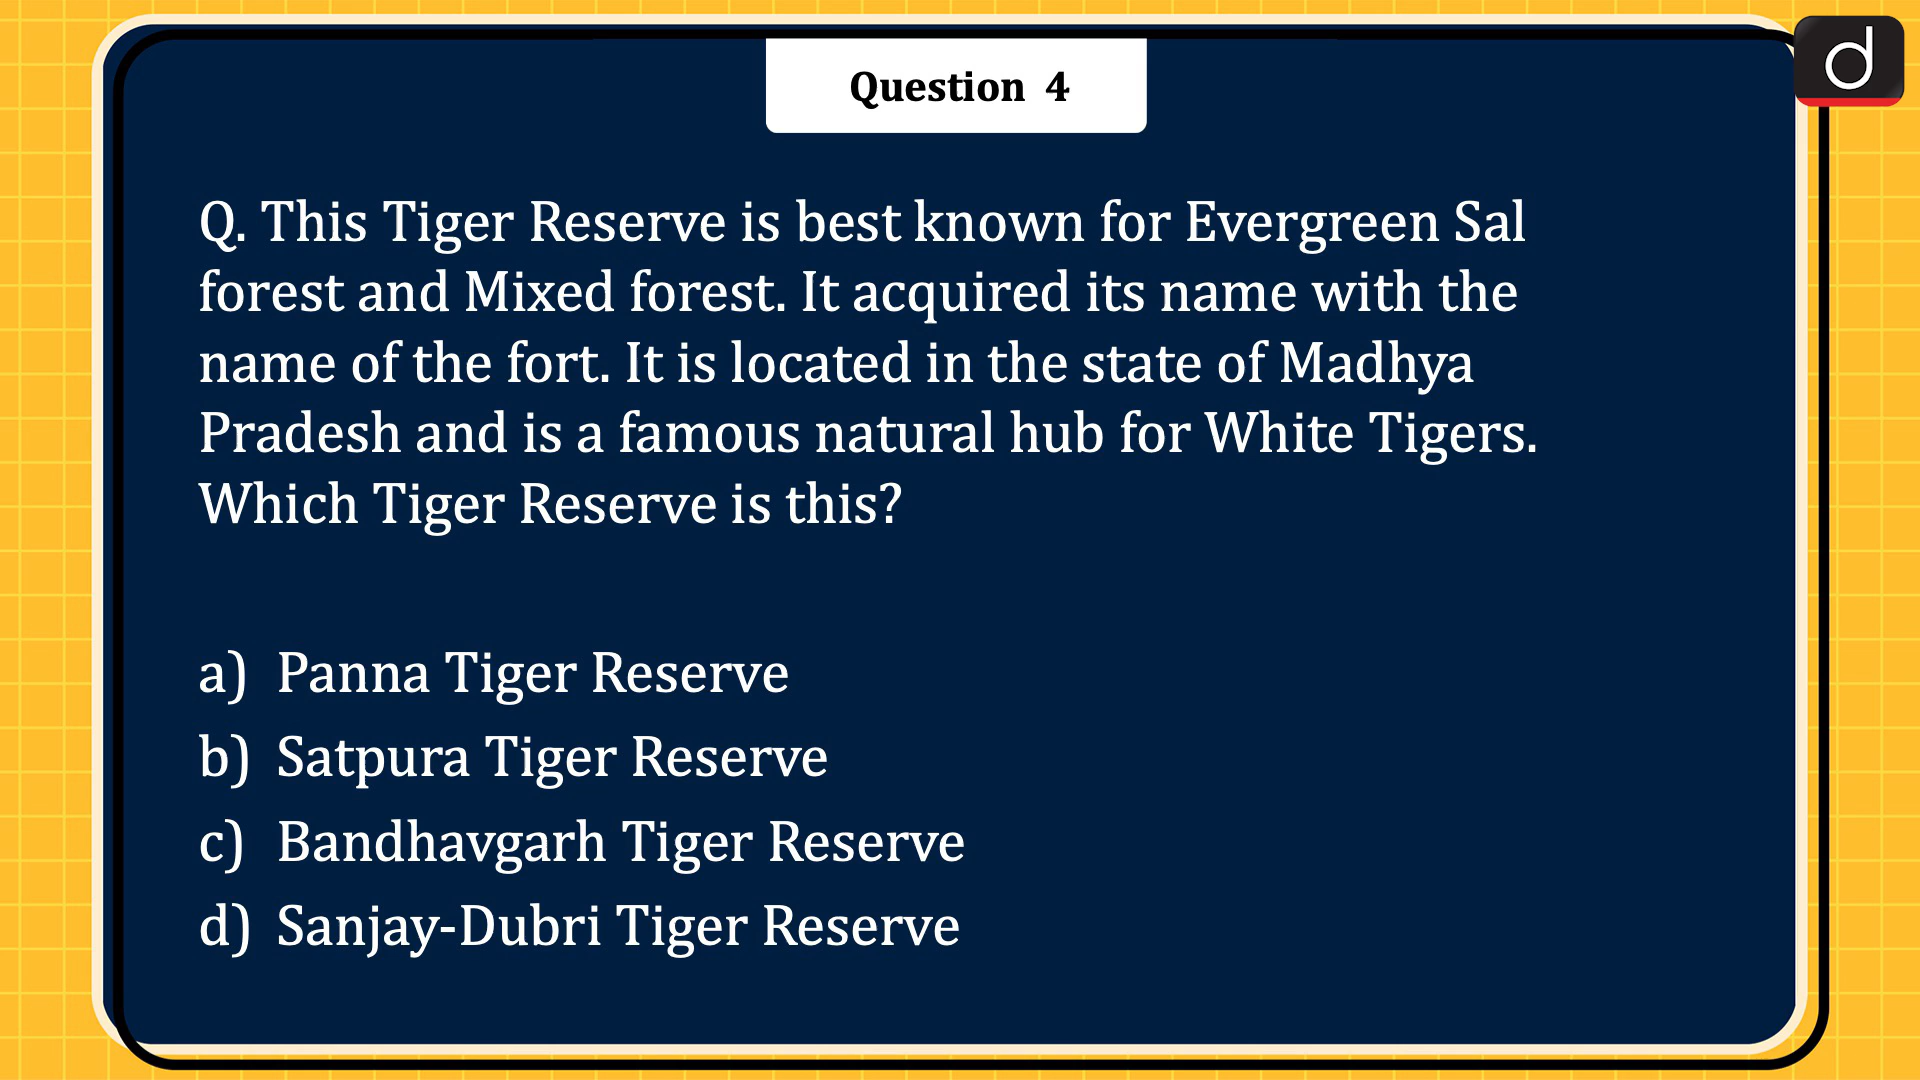 Question 4
Q. This Tiger Reserve is best known for Evergreen Sal
forest and Mixed forest. It acquired its name with the
name of the fort. It is located in the state of Madhya
Pradesh and is a famous natural hub for White Tigers.
Which Tiger Reserve is this?
a) Panna Tiger Reserve
b) Satpura Tiger Reserve
c) Bandhavgarh Tiger Reserve
d) Sanjay-Dubri Tiger Reserve
d